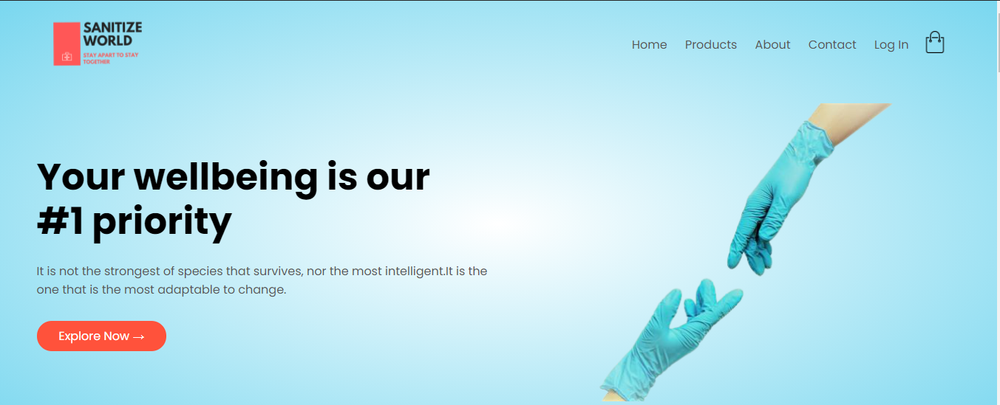 SANITIZE
WORLD
STAY APART TO STAY
TOGETHER
Home Products About Contact Log In
Your wellbeing is our
#1 priority
It is not the strongest of species that survives, nor the most intelligent.It is the
one that is the most adaptable to change.
Explore Now →